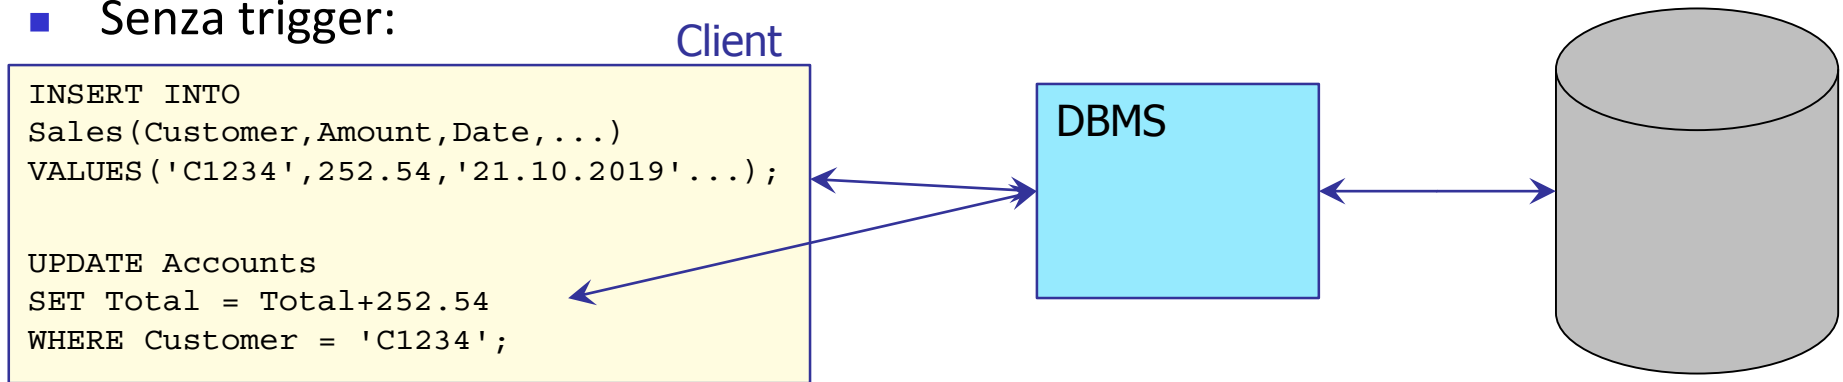 Senza trigger:
Client
INSERT INTO
Sales(Customer,Amount,Date,...)
VALUES('C1234',252.54,'21.10.2019'...);
UPDATE Accounts
SET Total = Total+252.54
WHERE Customer = 'C1234';
DBMS